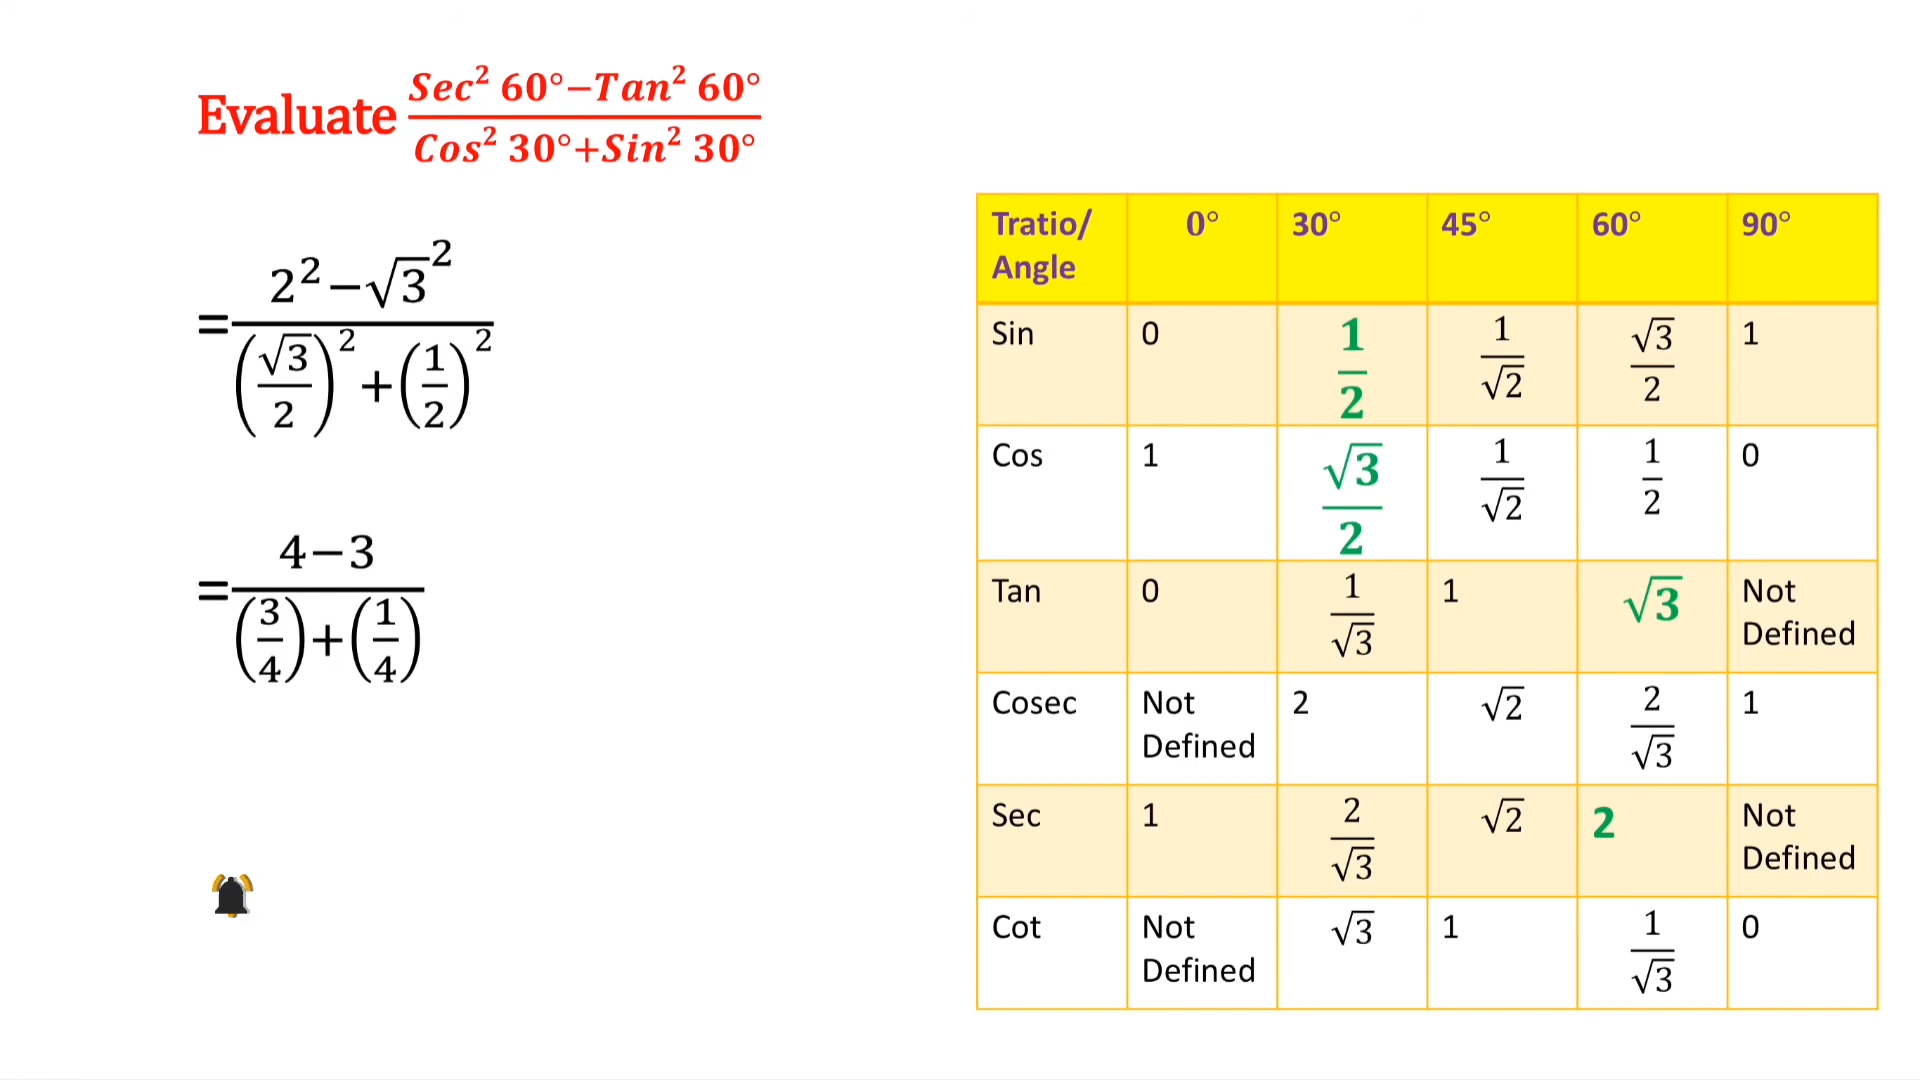 Evaluate (Sec² 60°−Tan² 60°)/(Cos² 30°+Sin² 30°)
=(2²−√3²)/((√3/2)²+(1/2)²)
=(4−3)/((3/4)+(1/4))
Tratio/ Angle 0° 30° 45° 60° 90°
Sin 0 1/2 1/√2 √3/2 1
Cos 1 √3/2 1/√2 1/2 0
Tan 0 1/√3 1 √3 Not Defined
Cosec Not Defined 2 √2 2/√3 1
Sec 1 2/√3 √2 2 Not Defined
Cot Not Defined √3 1 1/√3 0